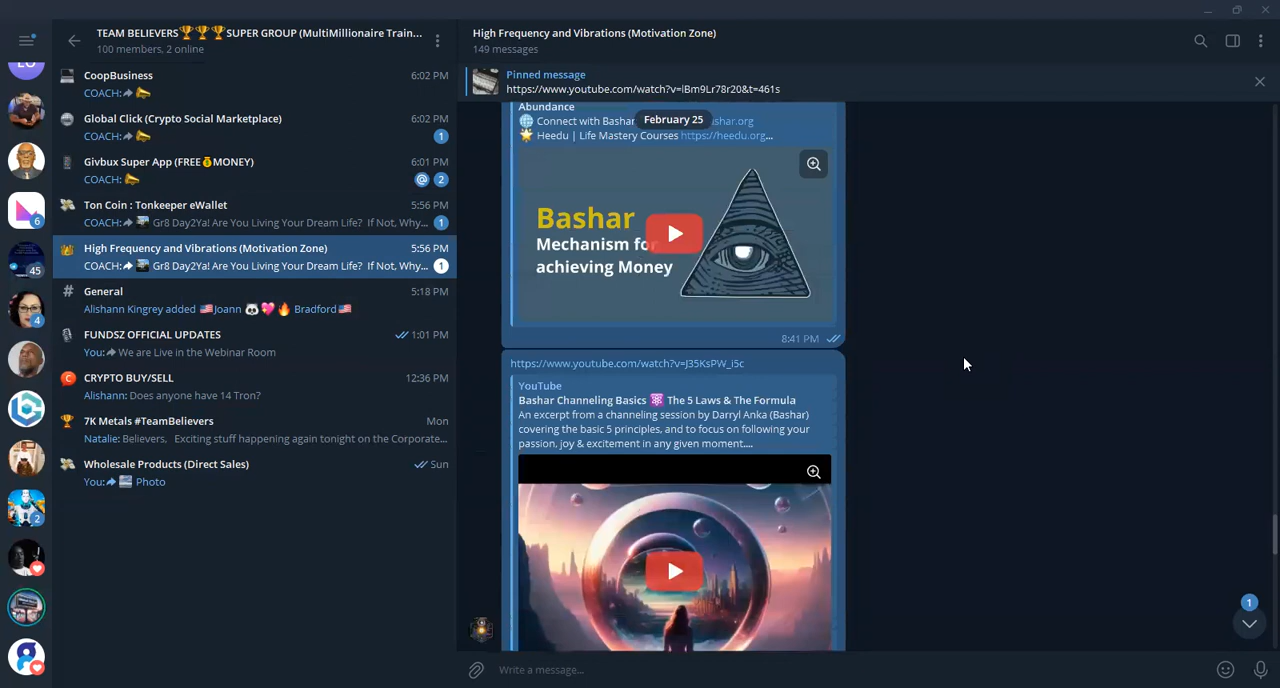 TEAM BELIEVERS🏆🏆🏆SUPER GROUP (MultiMillionaire Train...
100 members, 2 online
CoopBusiness
6:02 PM
COACH:
Global Click (Crypto Social Marketplace)
6:02 PM
COACH:
1
Givbux Super App (FREE💰MONEY)
6:01 PM
COACH:
@ 2
Ton Coin : Tonkeeper eWallet
5:56 PM
COACH: Gr8 Day2Ya! Are You Living Your Dream Life? If Not, Why...
1
High Frequency and Vibrations (Motivation Zone)
5:56 PM
COACH: Gr8 Day2Ya! Are You Living Your Dream Life? If Not, Why...
1
General
5:18 PM
Alishann Kingrey added 🇺🇸Joann 🐼💖🔥 Bradford🇺🇸
FUNDSZ OFFICIAL UPDATES
1:01 PM
You: We are Live in the Webinar Room
CRYPTO BUY/SELL
12:36 PM
Alishann: Does anyone have 14 Tron?
7K Metals #TeamBelievers
Mon
Natalie: Believers, Exciting stuff happening again tonight on the Corporate...
Wholesale Products (Direct Sales)
Sun
You: Photo
6
45
4
2
High Frequency and Vibrations (Motivation Zone)
149 messages
Pinned message
https://www.youtube.com/watch?v=iBm9Lr78r20&t=461s
Abundance
February 25
Connect with Bashar
shar.org
Heedu | Life Mastery Courses https://heedu.org...
Bashar
Mechanism for
achieving Money
8:41 PM
https://www.youtube.com/watch?v=J35KsPW_i5c
YouTube
Bashar Channeling Basics ⚛ The 5 Laws & The Formula
An excerpt from a channeling session by Darryl Anka (Bashar)
covering the basic 5 principles, and to focus on following your
passion, joy & excitement in any given moment....
1
Write a message...